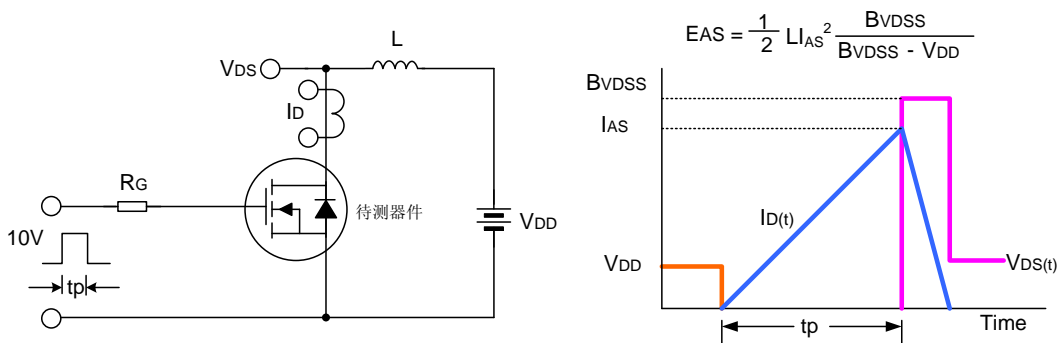 L
VDS
ID
RG
10V
tp
待测器件
VDD
EAS = 1/2 LIAS² BVDSS / (BVDSS - VDD)
BVDSS
IAS
ID(t)
VDD
VDS(t)
tp
Time